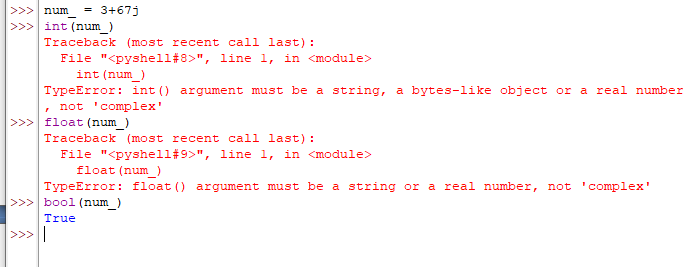 >>> num_ = 3+67j
>>> int(num_)
Traceback (most recent call last):
  File "<pyshell#8>", line 1, in <module>
    int(num_)
TypeError: int() argument must be a string, a bytes-like object or a real number
, not 'complex'
>>> float(num_)
Traceback (most recent call last):
  File "<pyshell#9>", line 1, in <module>
    float(num_)
TypeError: float() argument must be a string or a real number, not 'complex'
>>> bool(num_)
True
>>>